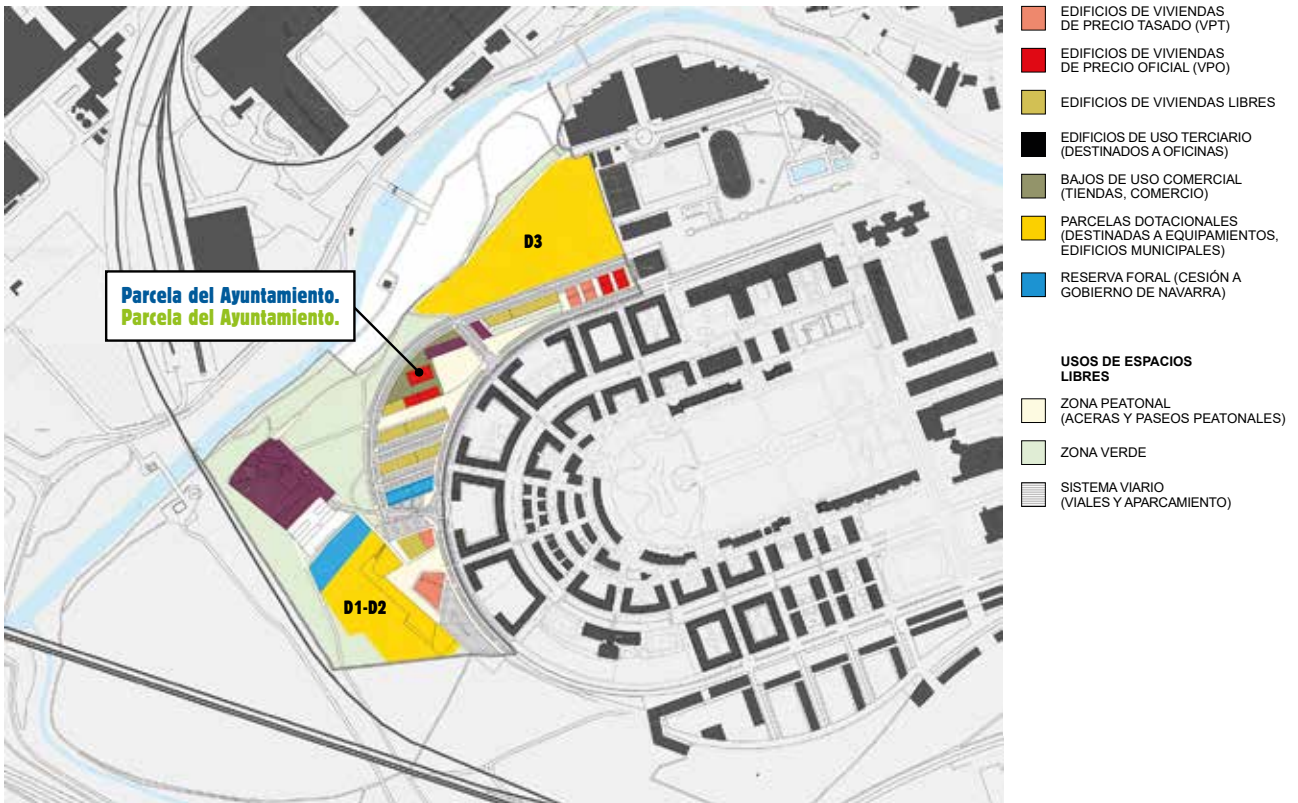 EDIFICIOS DE VIVIENDAS
DE PRECIO TASADO (VPT)
EDIFICIOS DE VIVIENDAS
DE PRECIO OFICIAL (VPO)
EDIFICIOS DE VIVIENDAS LIBRES
EDIFICIOS DE USO TERCIARIO
(DESTINADOS A OFICINAS)
BAJOS DE USO COMERCIAL
(TIENDAS, COMERCIO)
PARCELAS DOTACIONALES
(DESTINADAS A EQUIPAMIENTOS,
EDIFICIOS MUNICIPALES)
RESERVA FORAL (CESIÓN A
GOBIERNO DE NAVARRA)
USOS DE ESPACIOS
LIBRES
ZONA PEATONAL
(ACERAS Y PASEOS PEATONALES)
ZONA VERDE
SISTEMA VIARIO
(VIALES Y APARCAMIENTO)
D3
Parcela del Ayuntamiento.
Parcela del Ayuntamiento.
D1-D2